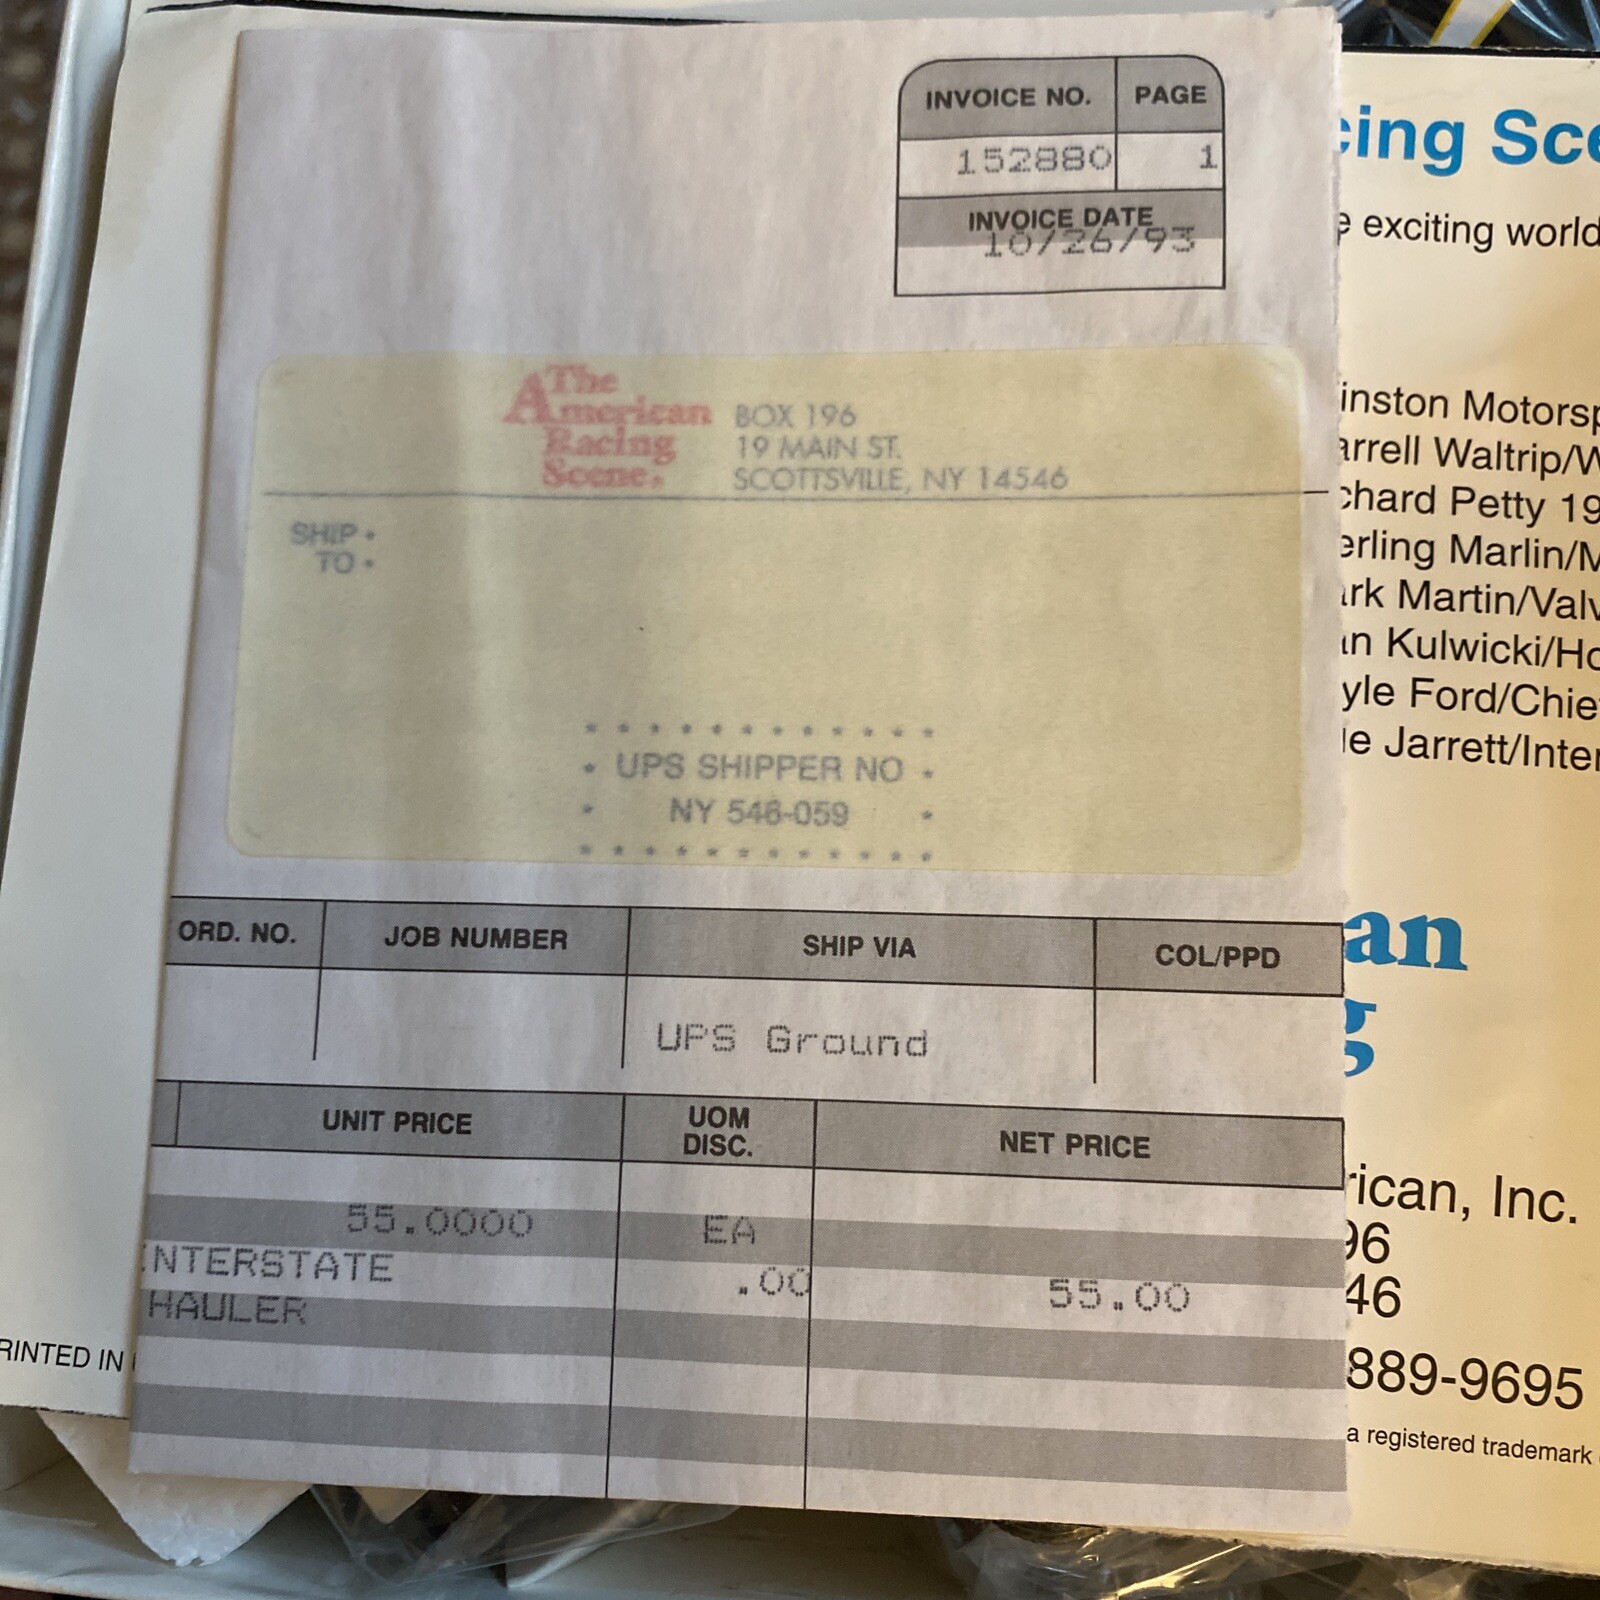 INVOICE NO. PAGE
152880 1
INVOICE DATE
10/26/93
The
American
Racing
Scene®
BOX 196
19 MAIN ST.
SCOTTSVILLE, NY 14546
SHIP
TO
UPS SHIPPER NO
NY 546-059
ORD. NO. JOB NUMBER SHIP VIA COL/PPD
UPS Ground
UNIT PRICE UOM DISC. NET PRICE
55.0000 EA
NTERSTATE .00 55.00
HAULER
cing Sce
e exciting world
inston Motorsp
arrell Waltrip/W
chard Petty 19
erling Marlin/M
ark Martin/Valv
an Kulwicki/Ho
yle Ford/Chie
le Jarrett/Inter
an
g
rican, Inc.
96
46
889-9695
a registered trademark
RINTED IN